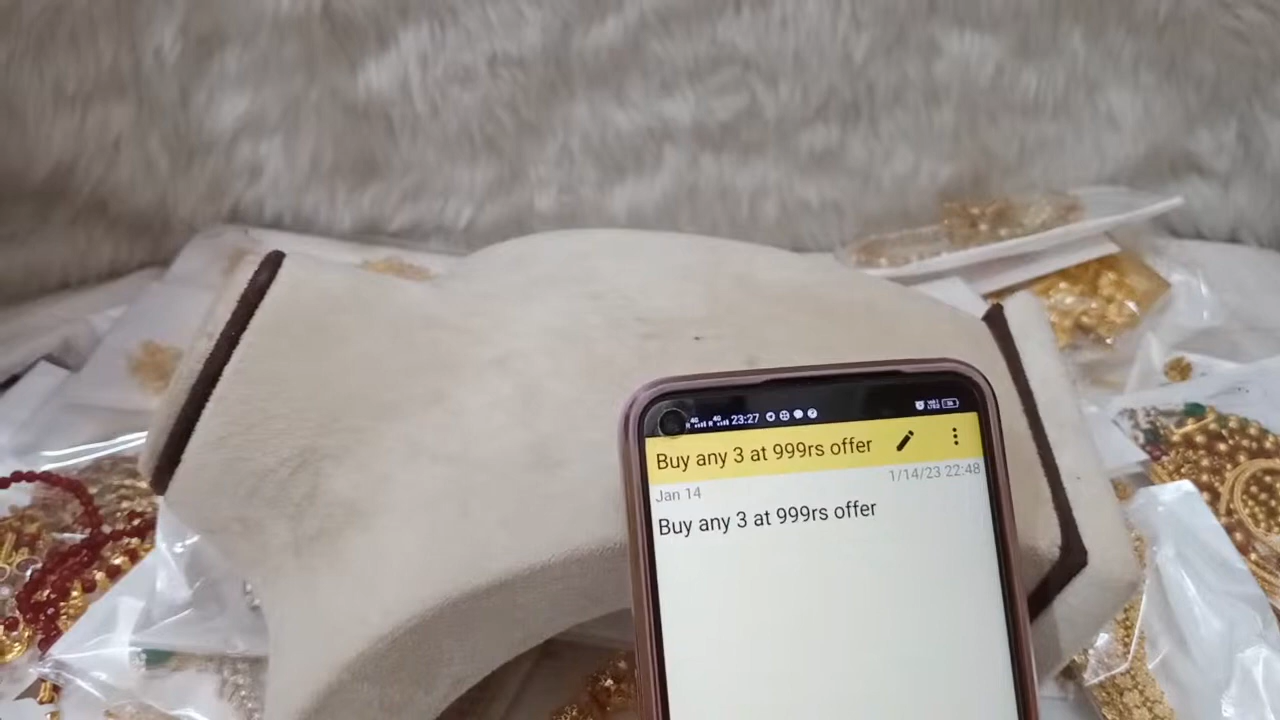 23:27
Buy any 3 at 999rs offer
1/14/23 22:48
Jan 14
Buy any 3 at 999rs offer